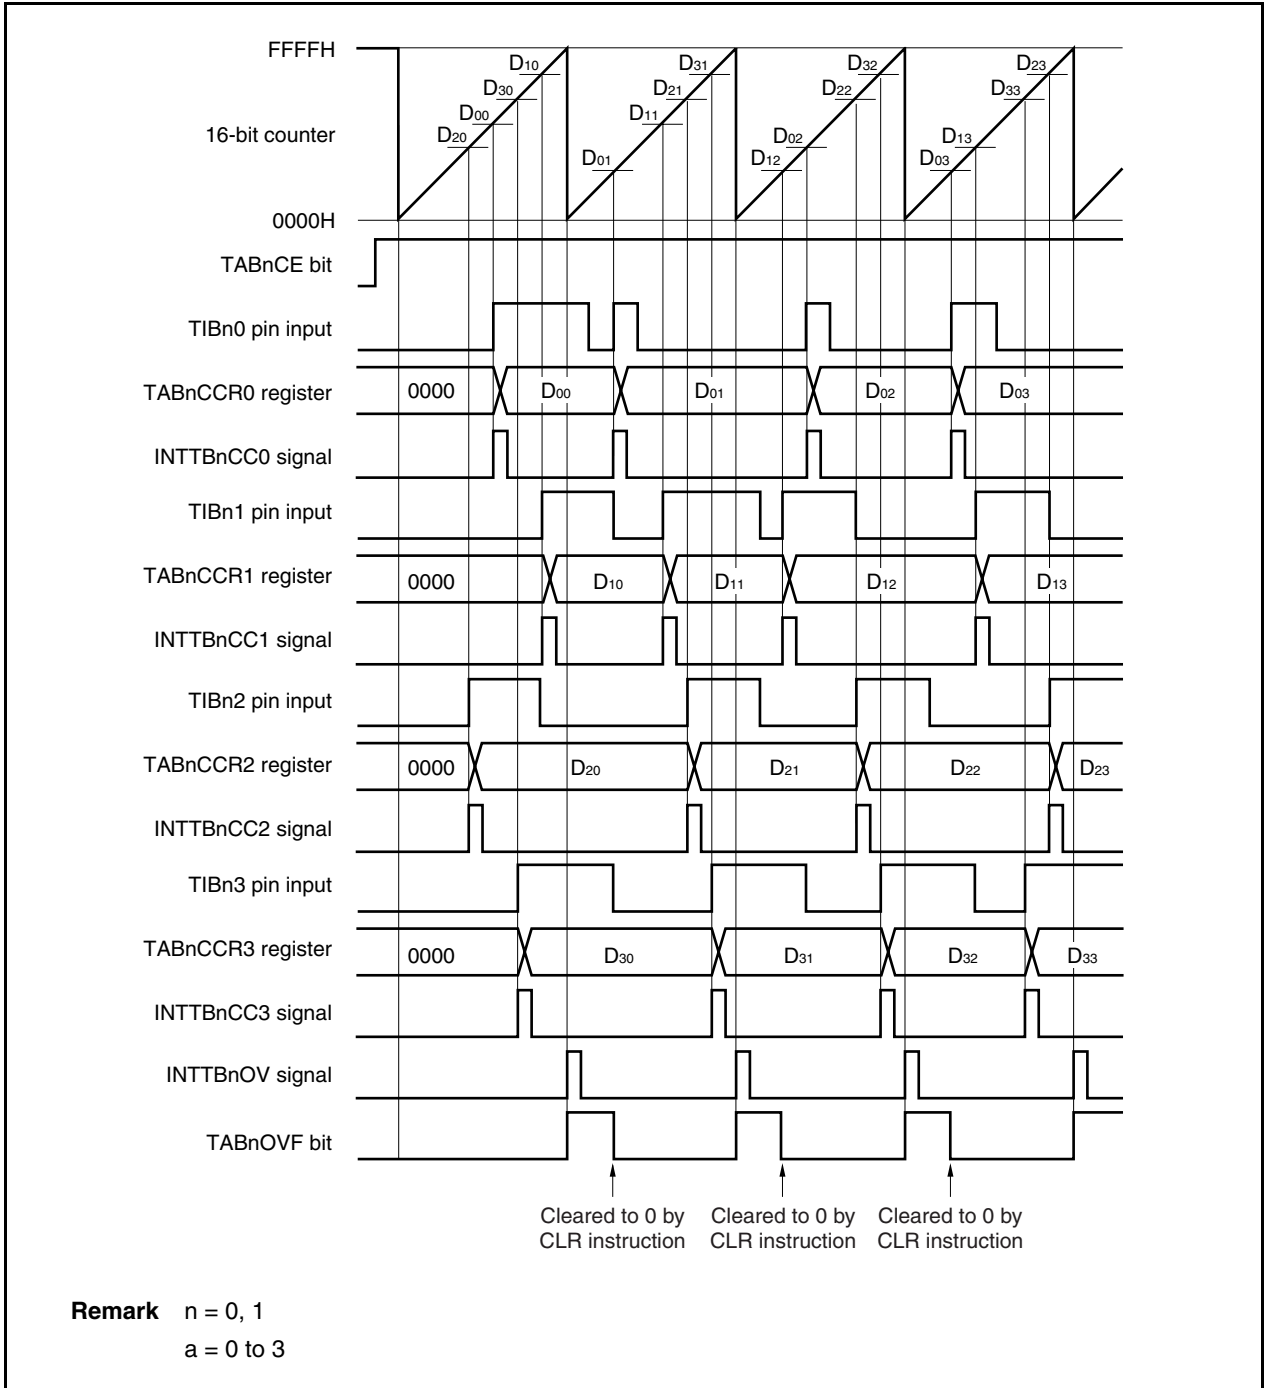 FFFFH
D10
D31
D32
D23
D30
D21
D22
D33
D00
D11
16-bit counter
D20
D02
D13
D01
D12
D03
0000H
TABnCE bit
TIBn0 pin input
TABnCCR0 register
0000
D00
D01
D02
D03
INTTBnCC0 signal
TIBn1 pin input
TABnCCR1 register
0000
D10
D11
D12
D13
INTTBnCC1 signal
TIBn2 pin input
TABnCCR2 register
0000
D20
D21
D22
D23
INTTBnCC2 signal
TIBn3 pin input
TABnCCR3 register
0000
D30
D31
D32
D33
INTTBnCC3 signal
INTTBnOV signal
TABnOVF bit
Cleared to 0 by
CLR instruction
Cleared to 0 by
CLR instruction
Cleared to 0 by
CLR instruction
Remark n = 0, 1
a = 0 to 3